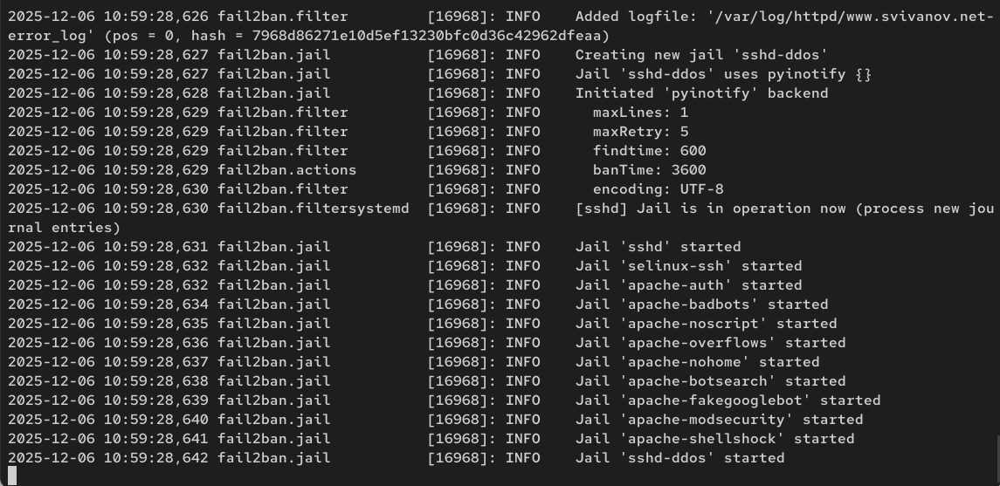 2025-12-06 10:59:28,626 fail2ban.filter         [16968]: INFO    Added logfile: '/var/log/httpd/www.svivanov.net-
error_log' (pos = 0, hash = 7968d86271e10d5ef13230bfc0d36c42962dfeaa)
2025-12-06 10:59:28,627 fail2ban.jail           [16968]: INFO    Creating new jail 'sshd-ddos'
2025-12-06 10:59:28,627 fail2ban.jail           [16968]: INFO    Jail 'sshd-ddos' uses pyinotify {}
2025-12-06 10:59:28,628 fail2ban.jail           [16968]: INFO    Initiated 'pyinotify' backend
2025-12-06 10:59:28,629 fail2ban.filter         [16968]: INFO      maxLines: 1
2025-12-06 10:59:28,629 fail2ban.filter         [16968]: INFO      maxRetry: 5
2025-12-06 10:59:28,629 fail2ban.filter         [16968]: INFO      findtime: 600
2025-12-06 10:59:28,629 fail2ban.actions        [16968]: INFO      banTime: 3600
2025-12-06 10:59:28,630 fail2ban.filter         [16968]: INFO      encoding: UTF-8
2025-12-06 10:59:28,630 fail2ban.filtersystemd  [16968]: INFO    [sshd] Jail is in operation now (process new jou
rnal entries)
2025-12-06 10:59:28,631 fail2ban.jail           [16968]: INFO    Jail 'sshd' started
2025-12-06 10:59:28,632 fail2ban.jail           [16968]: INFO    Jail 'selinux-ssh' started
2025-12-06 10:59:28,632 fail2ban.jail           [16968]: INFO    Jail 'apache-auth' started
2025-12-06 10:59:28,634 fail2ban.jail           [16968]: INFO    Jail 'apache-badbots' started
2025-12-06 10:59:28,635 fail2ban.jail           [16968]: INFO    Jail 'apache-noscript' started
2025-12-06 10:59:28,636 fail2ban.jail           [16968]: INFO    Jail 'apache-overflows' started
2025-12-06 10:59:28,637 fail2ban.jail           [16968]: INFO    Jail 'apache-nohome' started
2025-12-06 10:59:28,638 fail2ban.jail           [16968]: INFO    Jail 'apache-botsearch' started
2025-12-06 10:59:28,639 fail2ban.jail           [16968]: INFO    Jail 'apache-fakegooglebot' started
2025-12-06 10:59:28,640 fail2ban.jail           [16968]: INFO    Jail 'apache-modsecurity' started
2025-12-06 10:59:28,641 fail2ban.jail           [16968]: INFO    Jail 'apache-shellshock' started
2025-12-06 10:59:28,642 fail2ban.jail           [16968]: INFO    Jail 'sshd-ddos' started